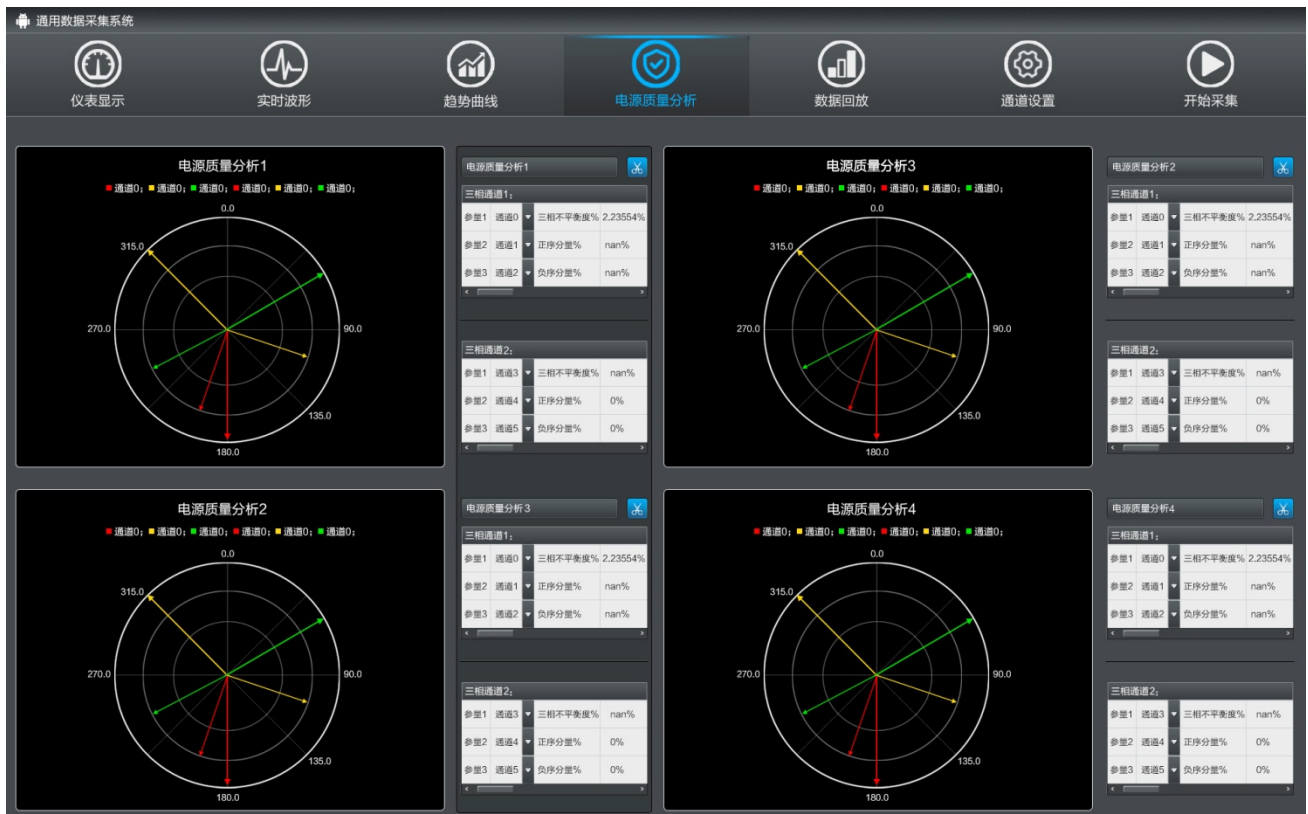 通用数据采集系统
仪表显示 实时波形 趋势曲线 电源质量分析 数据回放 通道设置 开始采集
电源质量分析1
通道0; 通道0; 通道0; 通道0; 通道0; 通道0;
0.0
315.0
270.0
90.0
135.0
180.0
电源质量分析1
三相通道1:
参量1 通道0 三相不平衡度% 2.23554%
参量2 通道1 正序分量% nan%
参量3 通道2 负序分量% nan%
三相通道2:
参量1 通道3 三相不平衡度% nan%
参量2 通道4 正序分量% 0%
参量3 通道5 负序分量% 0%
电源质量分析3
通道0; 通道0; 通道0; 通道0; 通道0; 通道0;
0.0
315.0
270.0
90.0
135.0
180.0
电源质量分析2
三相通道1:
参量1 通道0 三相不平衡度% 2.23554%
参量2 通道1 正序分量% nan%
参量3 通道2 负序分量% nan%
三相通道2:
参量1 通道3 三相不平衡度% nan%
参量2 通道4 正序分量% 0%
参量3 通道5 负序分量% 0%
电源质量分析2
通道0; 通道0; 通道0; 通道0; 通道0; 通道0;
0.0
315.0
270.0
90.0
135.0
180.0
电源质量分析3
三相通道1:
参量1 通道0 三相不平衡度% 2.23554%
参量2 通道1 正序分量% nan%
参量3 通道2 负序分量% nan%
三相通道2:
参量1 通道3 三相不平衡度% nan%
参量2 通道4 正序分量% 0%
参量3 通道5 负序分量% 0%
电源质量分析4
通道0; 通道0; 通道0; 通道0; 通道0; 通道0;
0.0
315.0
270.0
90.0
135.0
180.0
电源质量分析4
三相通道1:
参量1 通道0 三相不平衡度% 2.23554%
参量2 通道1 正序分量% nan%
参量3 通道2 负序分量% nan%
三相通道2:
参量1 通道3 三相不平衡度% nan%
参量2 通道4 正序分量% 0%
参量3 通道5 负序分量% 0%